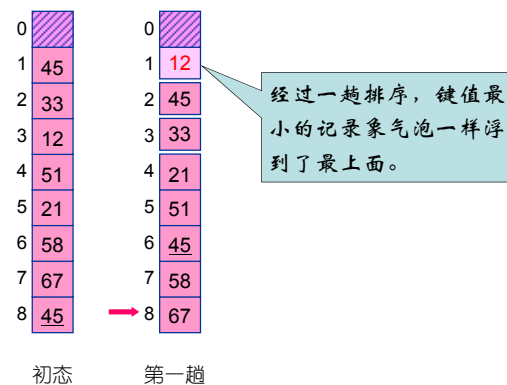 0 0
1 45 1 12
2 33 2 45
3 12 3 33
4 51 4 21
5 21 5 51
6 58 6 45
7 67 7 58
8 45 8 67
初态 第一趟
经过一趟排序，键值最
小的记录象气泡一样浮
到了最上面。